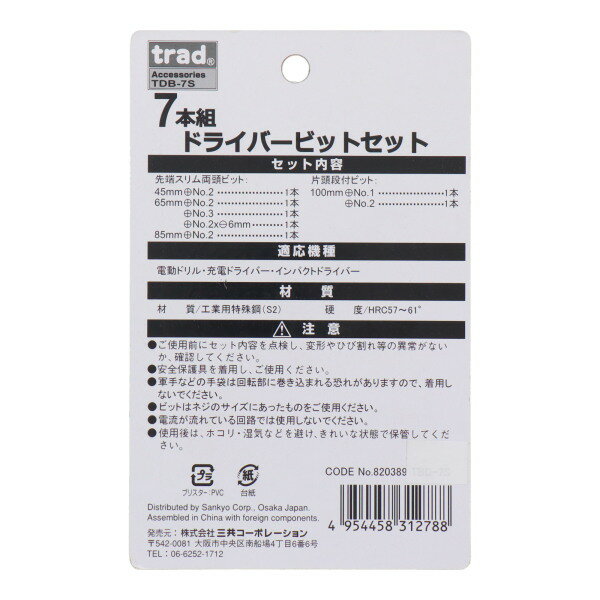 trad®
Accessories
TDB-7S
7本組
ドライバービットセット
セット内容
先端スリム両頭ビット: 片頭段付ビット:
45mm⊕No.2 ……………………1本 100mm⊕No.1 ……………………1本
65mm⊕No.2 ……………………1本 ⊕No.2 ……………………1本
⊕No.3 ……………………1本
⊕No.2x⊖6mm………1本
85mm⊕No.2 ……………………1本
適応機種
電動ドリル・充電ドライバー・インパクトドライバー
材 質
材 質/工業用特殊鋼(S2) 硬 度/HRC57〜61°
⚠ 注 意
●ご使用前にセット内容を点検し、変形やひび割れ等の異常がない
か、確認してください。
●安全保護具を着用し、ご使用ください。
●軍手などの手袋は回転部に巻き込まれる恐れがありますので、着用し
ないでください。
●ビットはネジのサイズにあったものをご使用ください。
●電流が流れている回路では使用しないでください。
●使用後は、ホコリ・湿気などを避け、きれいな状態で保管してくだ
さい。
プラ 紙
ブリスター PVC 台紙
CODE No.820389 TBD-7S
Distributed by Sankyo Corp., Osaka Japan.
Assembled in China with foreign components.
4 954458 312788
発売元:株式会社 三共コーポレーション
〒542-0081 大阪市中央区南船場4丁目6番6号
TEL: 06-6252-1712